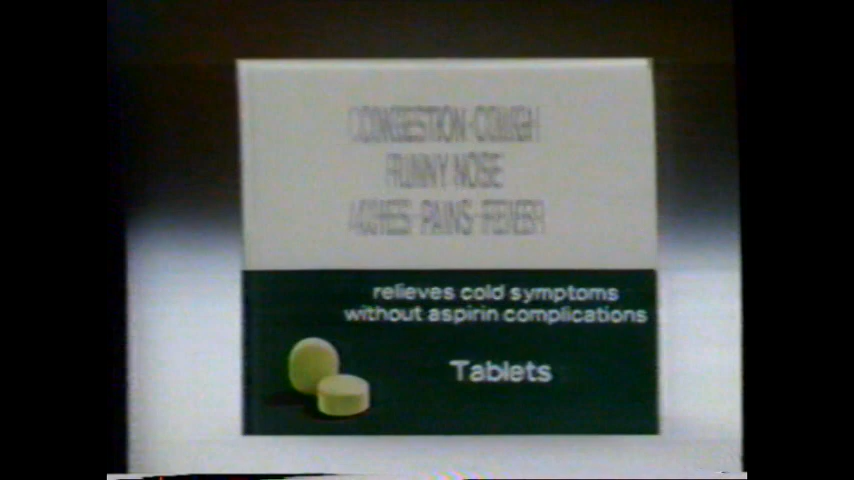 CONGESTION·COUGH
RUNNY NOSE
ACHES·PAINS·FEVER
relieves cold symptoms
without aspirin complications
Tablets